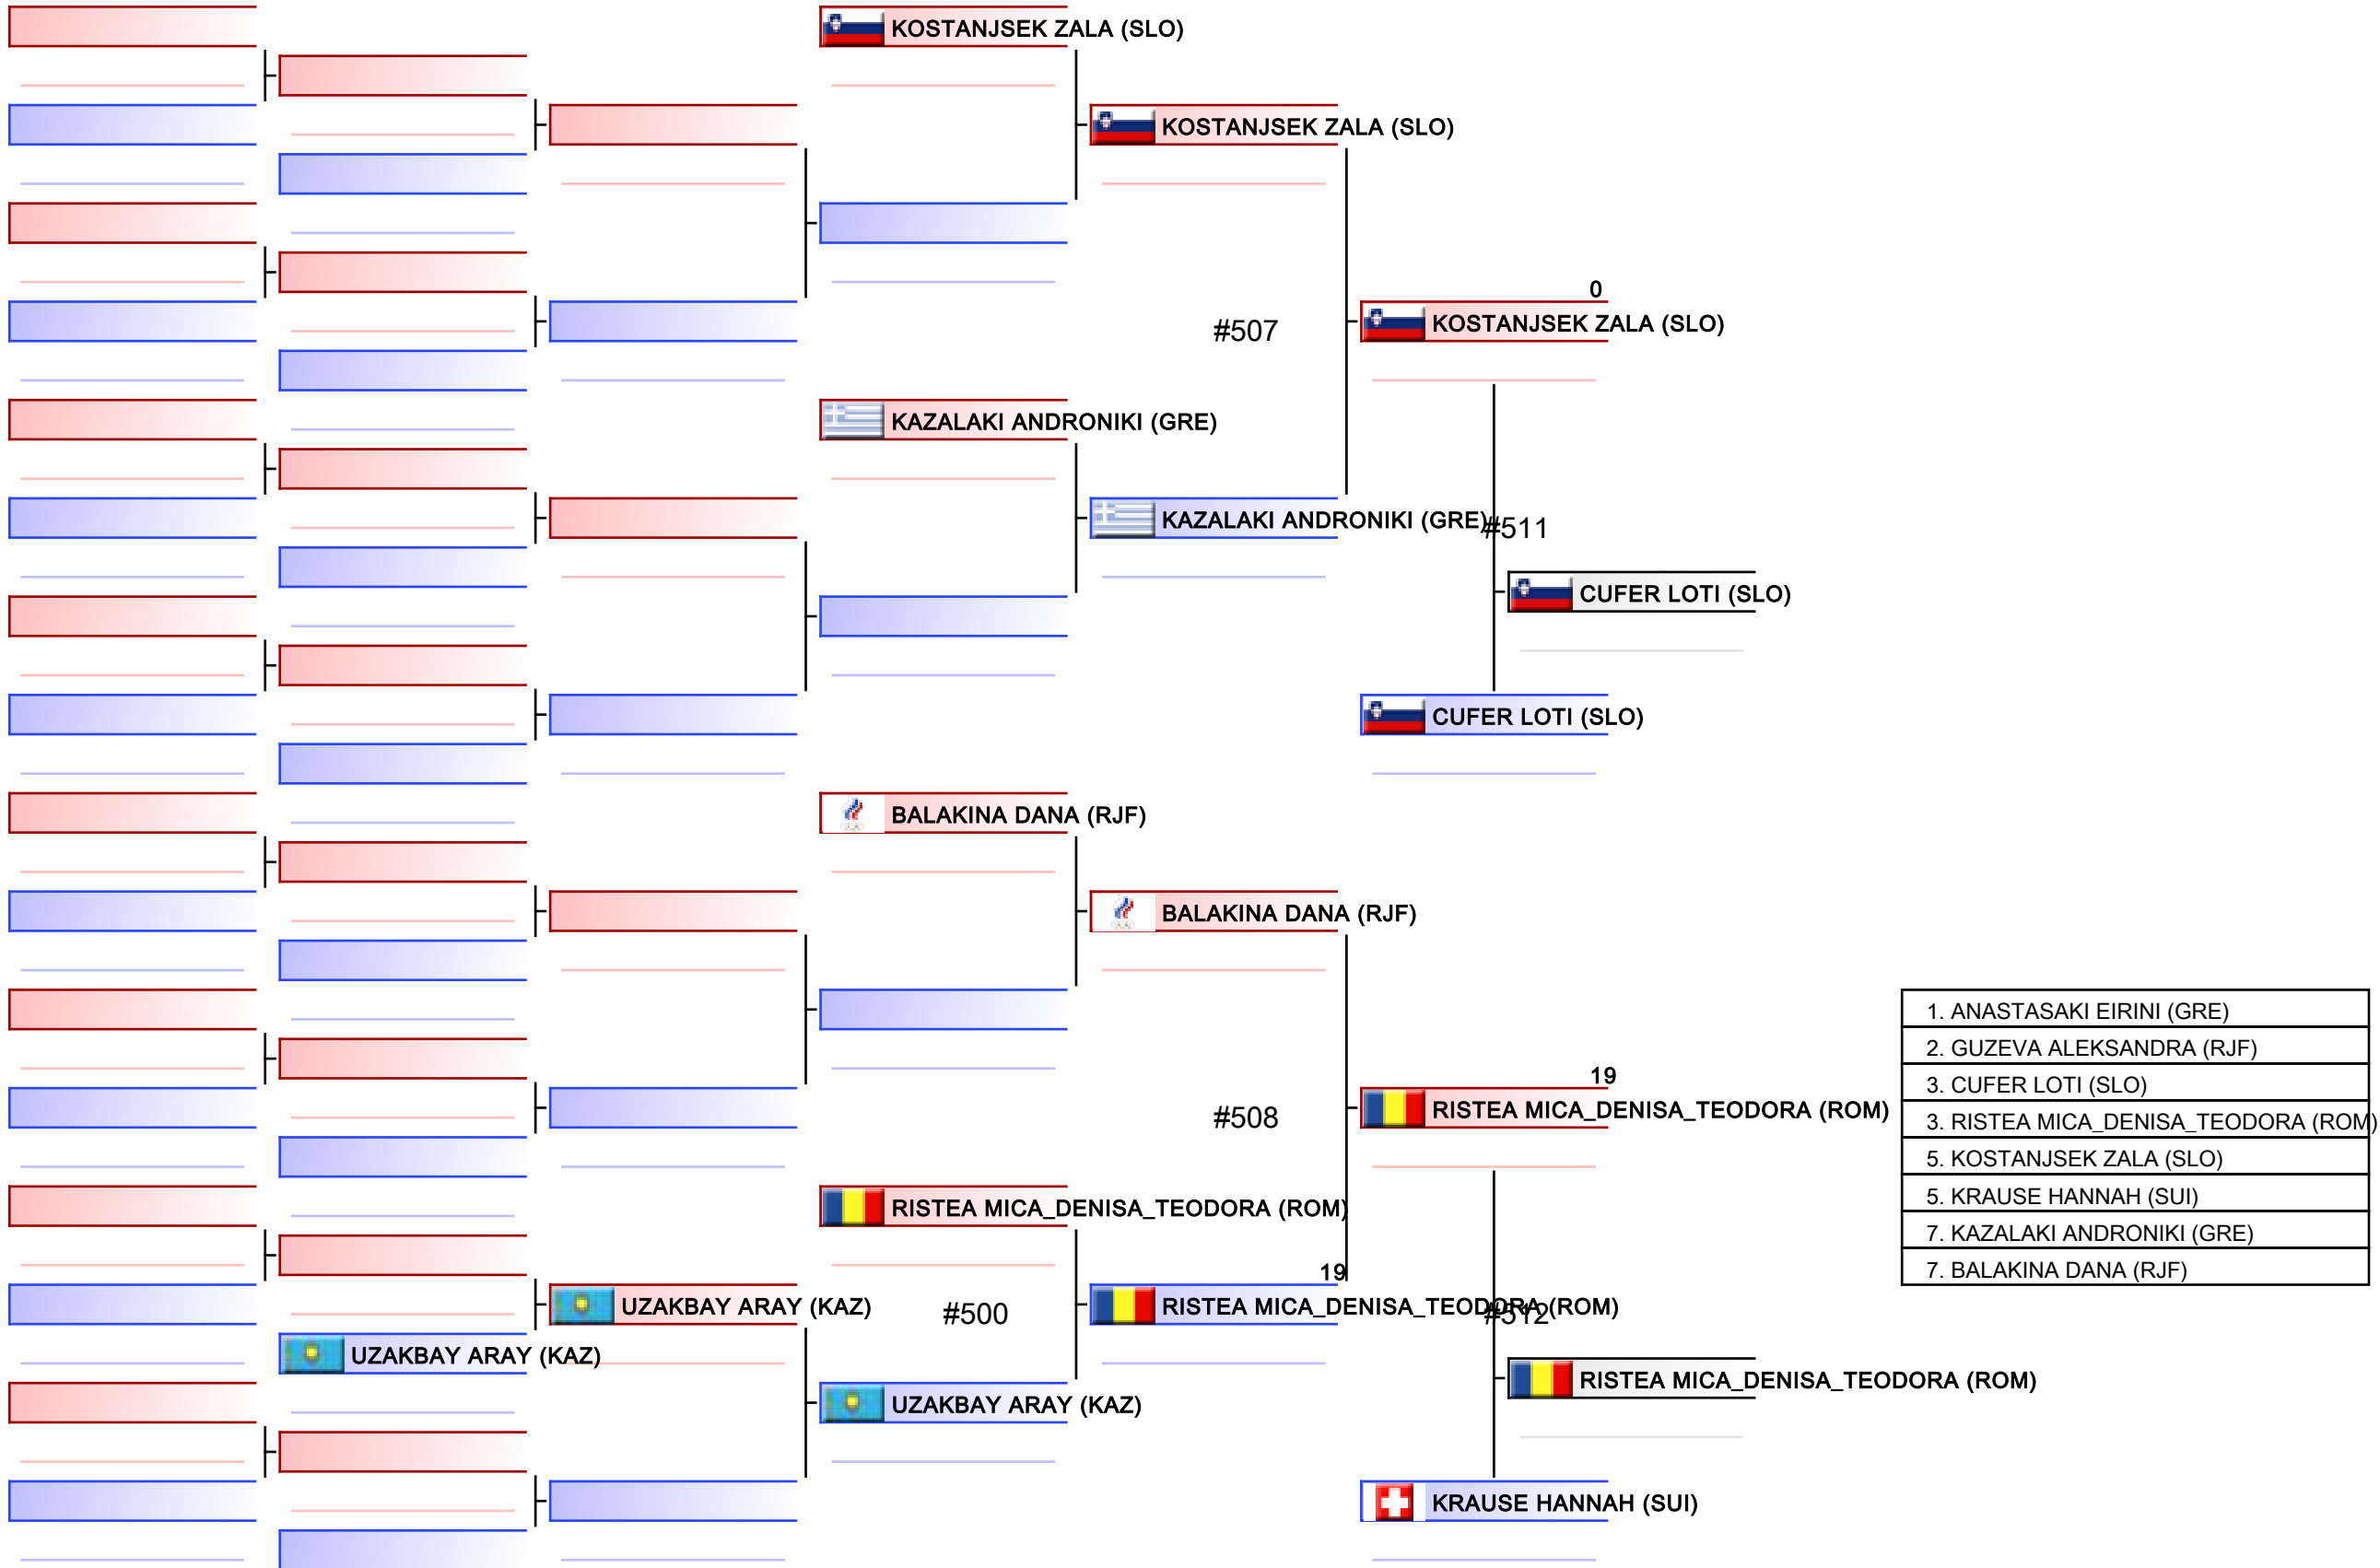 KOSTANJSEK ZALA (SLO)
KOSTANJSEK ZALA (SLO)
0
#507
KOSTANJSEK ZALA (SLO)
KAZALAKI ANDRONIKI (GRE)
KAZALAKI ANDRONIKI (GRE)
#511
CUFER LOTI (SLO)
CUFER LOTI (SLO)
BALAKINA DANA (RJF)
BALAKINA DANA (RJF)
1. ANASTASAKI EIRINI (GRE)
2. GUZEVA ALEKSANDRA (RJF)
3. CUFER LOTI (SLO)
3. RISTEA MICA_DENISA_TEODORA (ROM)
5. KOSTANJSEK ZALA (SLO)
5. KRAUSE HANNAH (SUI)
7. KAZALAKI ANDRONIKI (GRE)
7. BALAKINA DANA (RJF)
19
#508
RISTEA MICA_DENISA_TEODORA (ROM)
RISTEA MICA_DENISA_TEODORA (ROM)
19
UZAKBAY ARAY (KAZ)
#500
RISTEA MICA_DENISA_TEODORA (ROM)
#512
UZAKBAY ARAY (KAZ)
RISTEA MICA_DENISA_TEODORA (ROM)
UZAKBAY ARAY (KAZ)
KRAUSE HANNAH (SUI)